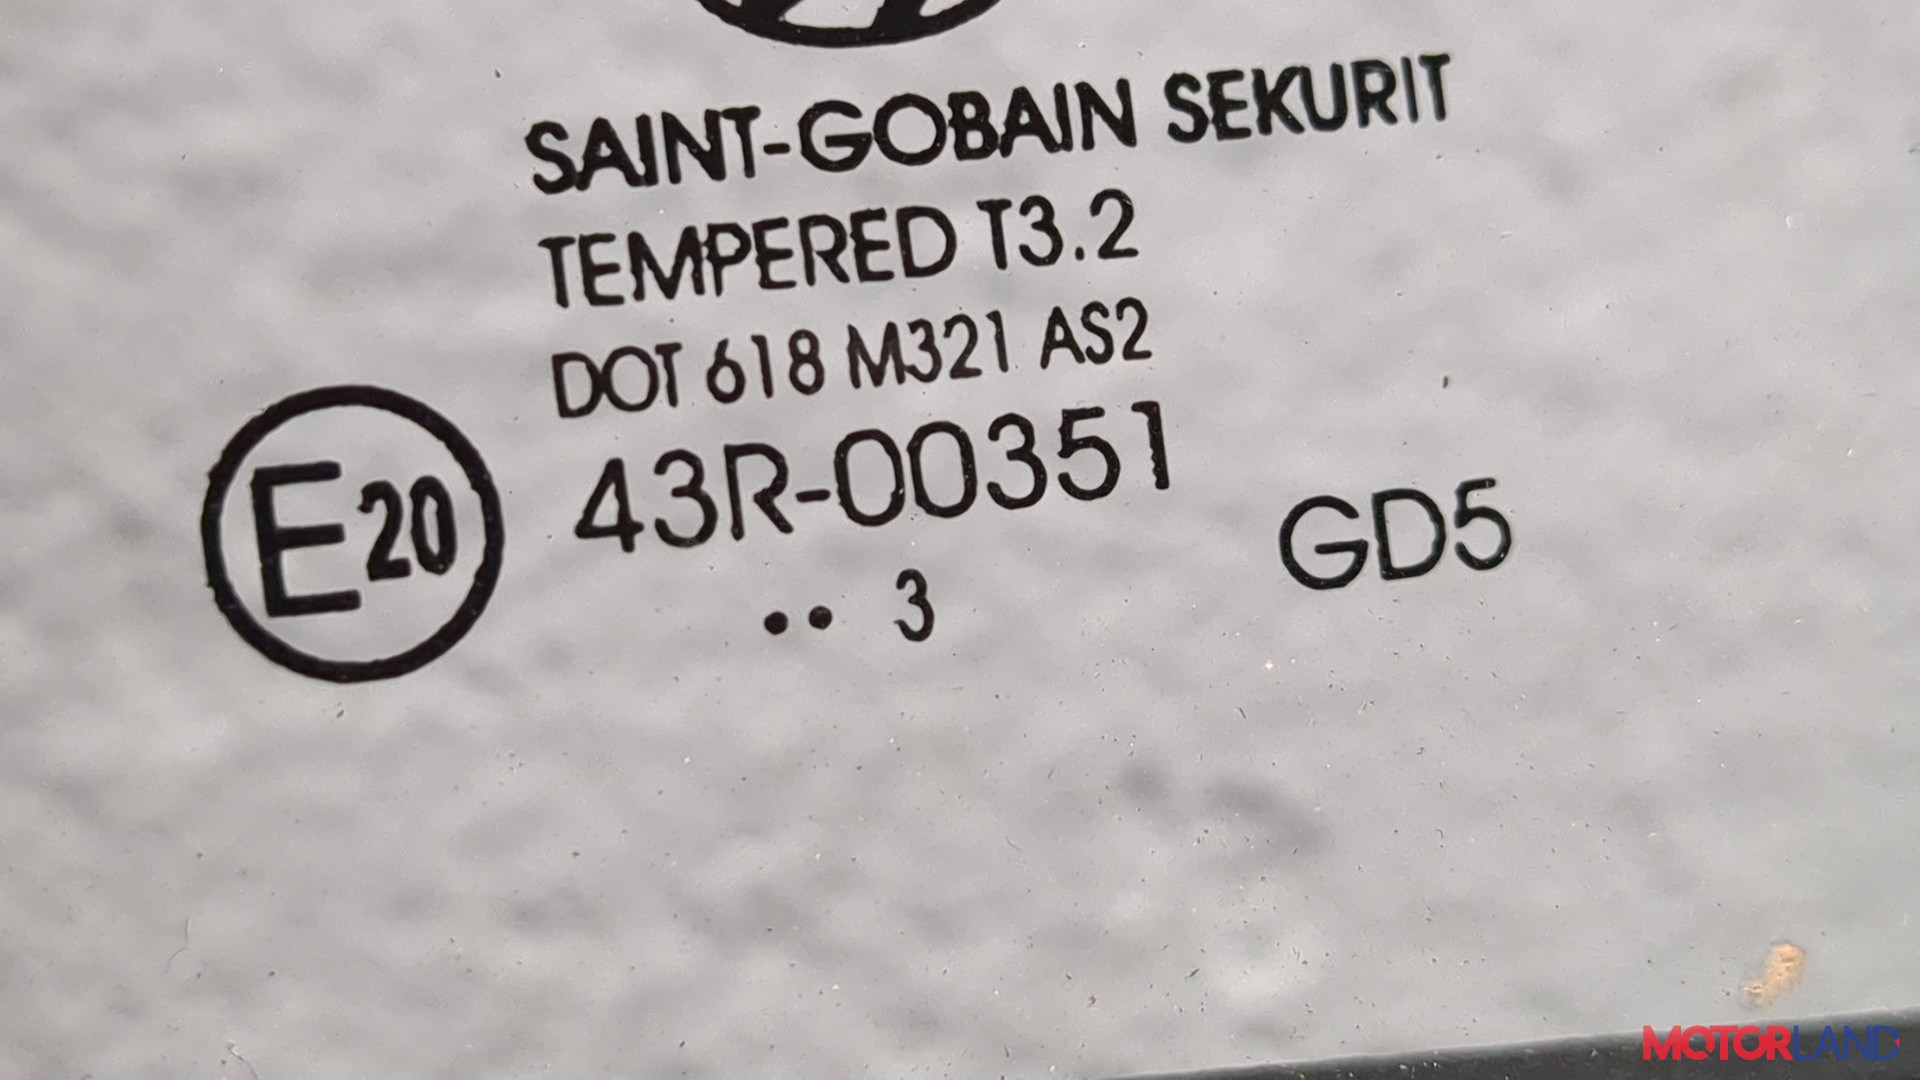 SAINT-GOBAIN SEKURIT
TEMPERED T3.2
DOT 618 M321 AS2
E20 43R-00351
•• 3
GD5
MOTORLAND